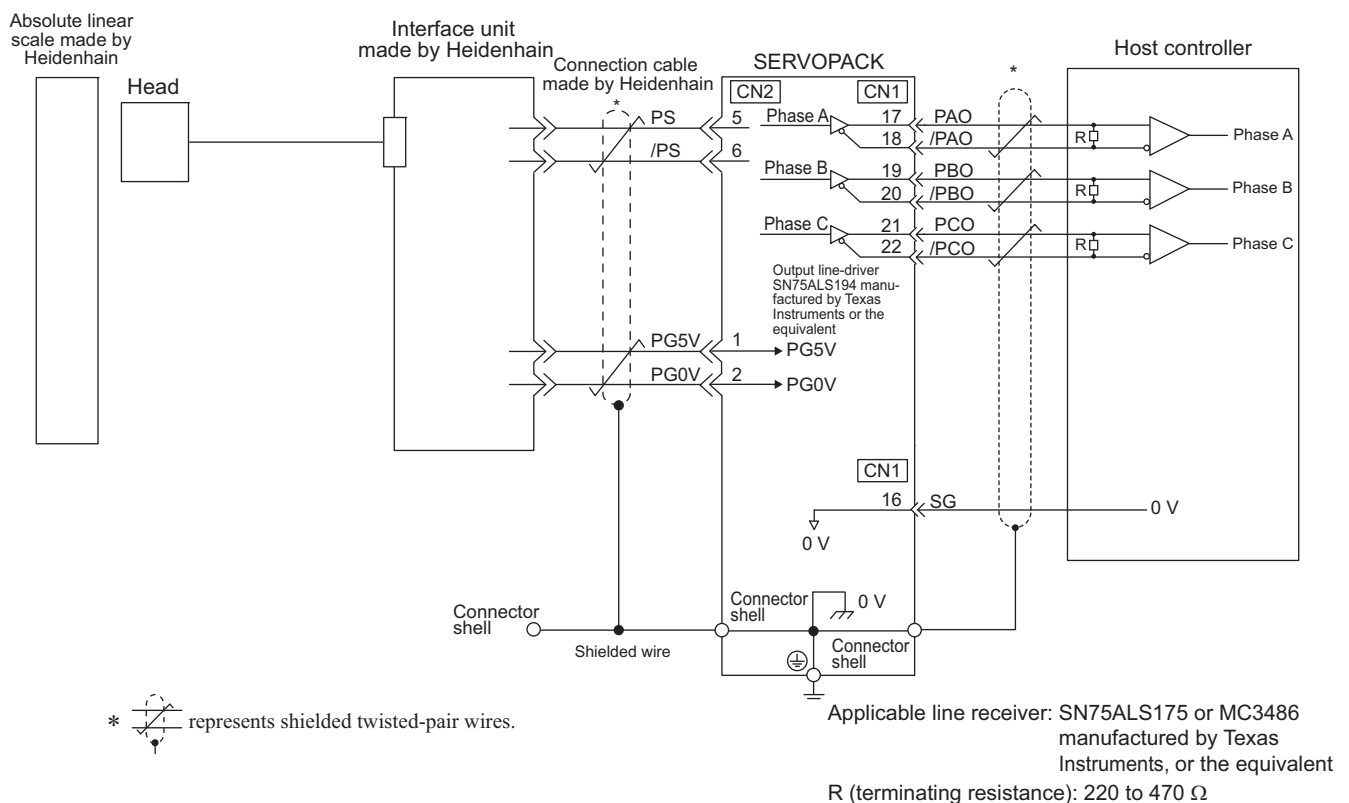 Absolute linear
scale made by
Heidenhain
Head
Interface unit
made by Heidenhain
Connection cable
made by Heidenhain
*
SERVOPACK
Host controller
*
CN2
CN1
PS
5
/PS
6
Phase A
17
PAO
18
/PAO
R
Phase A
Phase B
19
PBO
20
/PBO
R
Phase B
Phase C
21
PCO
22
/PCO
R
Phase C
Output line-driver
SN75ALS194 manu-
factured by Texas
Instruments or the
equivalent
PG5V
1
PG5V
PG0V
2
PG0V
CN1
16
SG
0 V
0 V
Connector
shell
Shielded wire
Connector
shell
0 V
Connector
shell
* represents shielded twisted-pair wires.
Applicable line receiver: SN75ALS175 or MC3486
manufactured by Texas
Instruments, or the equivalent
R (terminating resistance): 220 to 470 Ω